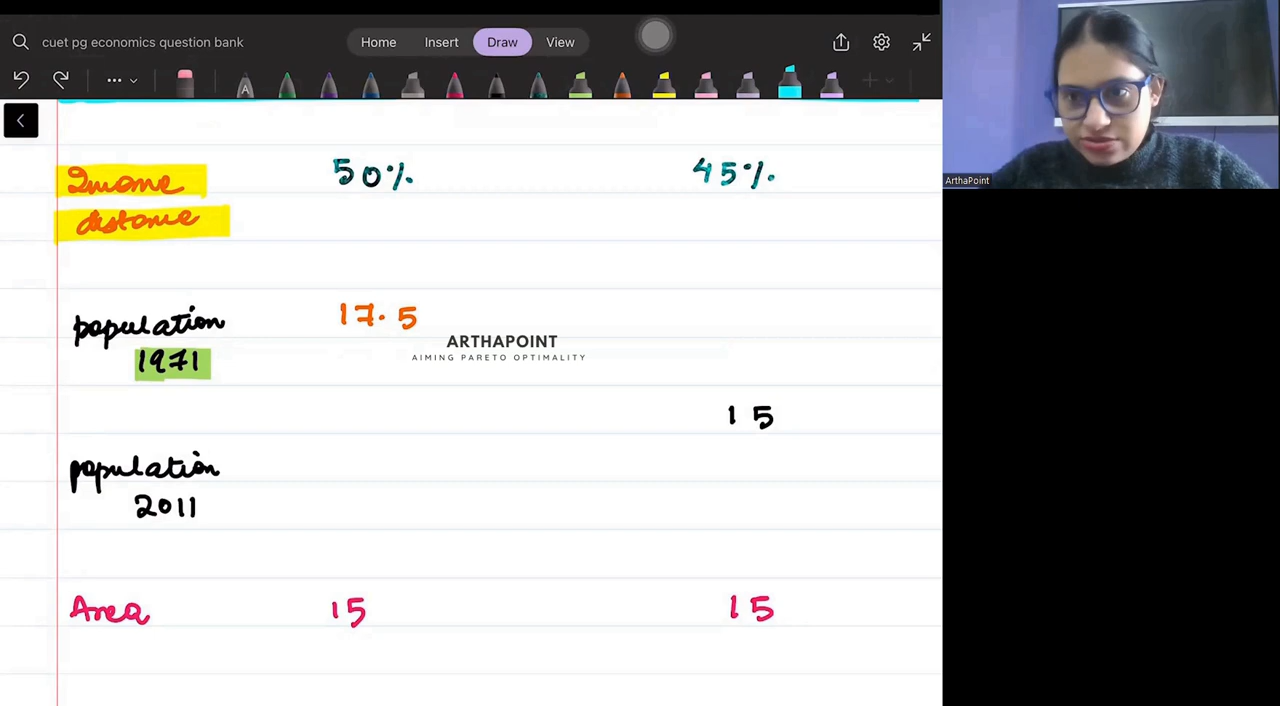 cuet pg economics question bank
Home Insert Draw View
A
Income 50% 45%
distance
population 17.5
1971
ARTHAPOINT
AIMING PARETO OPTIMALITY
15
population
2011
Area 15 15
ArthaPoint